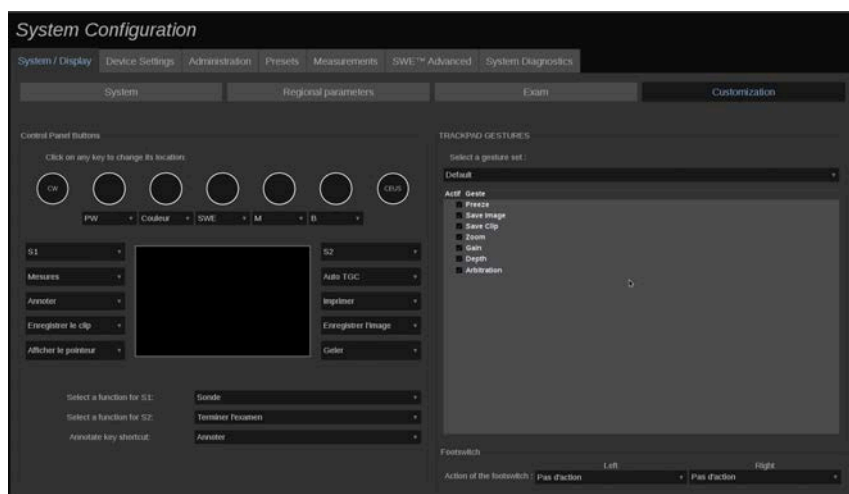 System Configuration
System / Display Device Settings Administration Presets Measurements SWE™ Advanced System Diagnostics
System Regional parameters Exam Customization
Control Panel Buttons
Click on any key to change its location:
CW CEUS
PW Couleur SWE M B
S1 S2
Mesures Auto TGC
Annoter Imprimer
Enregistrer le clip Enregistrer l'image
Afficher le pointeur Geler
Select a function for S1: Sonde
Select a function for S2: Terminer l'examen
Annotate key shortcut: Annoter
TRACKPAD GESTURES
Select a gesture set :
Default
Actif Geste
Freeze
Save Image
Save Clip
Zoom
Gain
Depth
Arbitration
Footswitch
Left Right
Action of the footswitch : Pas d'action Pas d'action